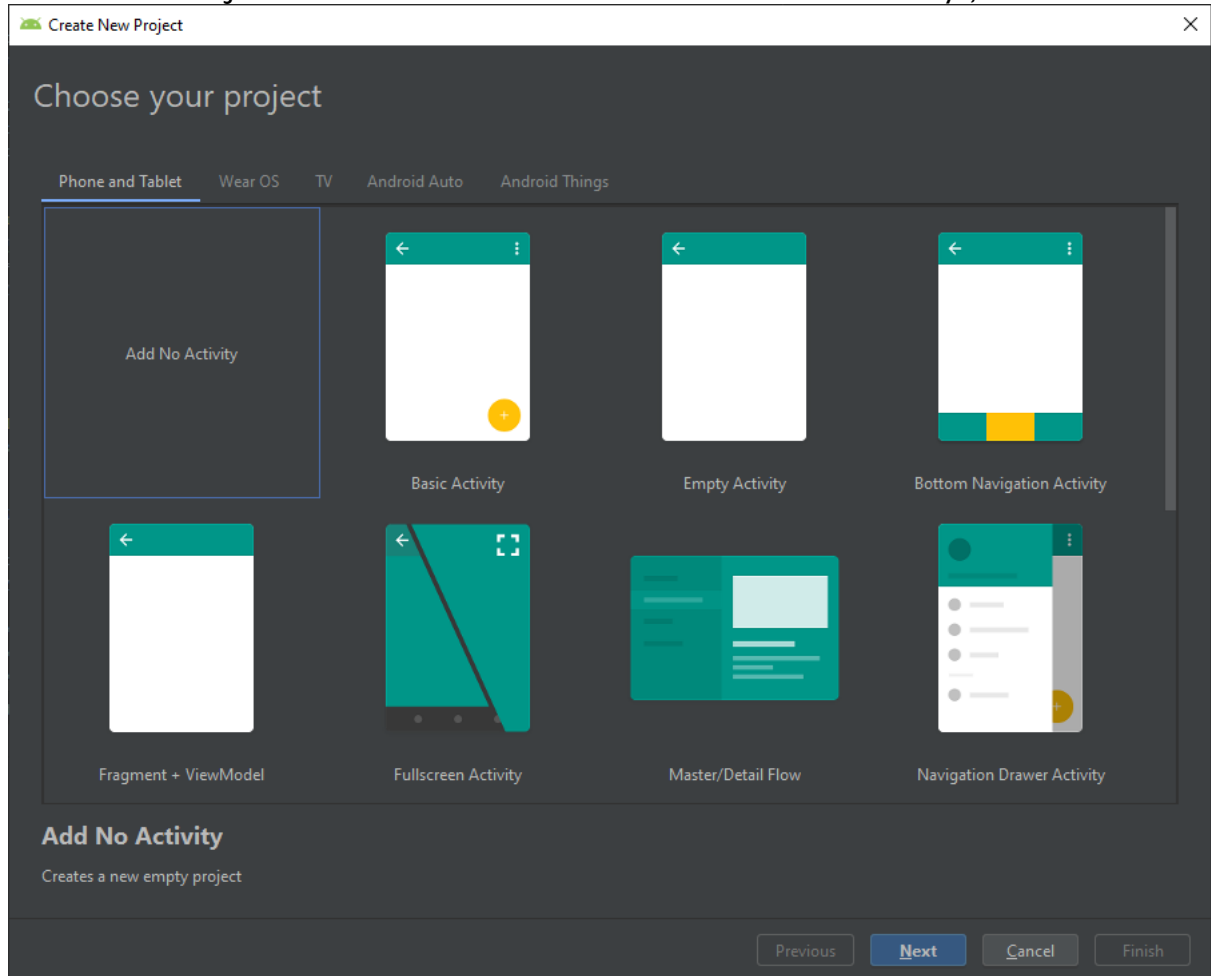 Create New Project
Choose your project
Phone and Tablet Wear OS TV Android Auto Android Things
Add No Activity
Basic Activity Empty Activity Bottom Navigation Activity
Fragment + ViewModel Fullscreen Activity Master/Detail Flow Navigation Drawer Activity
Add No Activity
Creates a new empty project
Previous Next Cancel Finish